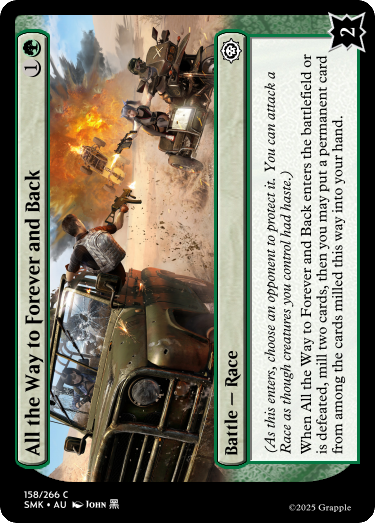 All the Way to Forever and Back
1
Battle — Race
(As this enters, choose an opponent to protect it. You can attack a
Race as though creatures you control had haste.)
When All the Way to Forever and Back enters the battlefield or
is defeated, mill two cards, then you may put a permanent card
from among the cards milled this way into your hand.
2
158/266 C
SMK • AU John 黑
©2025 Grapple